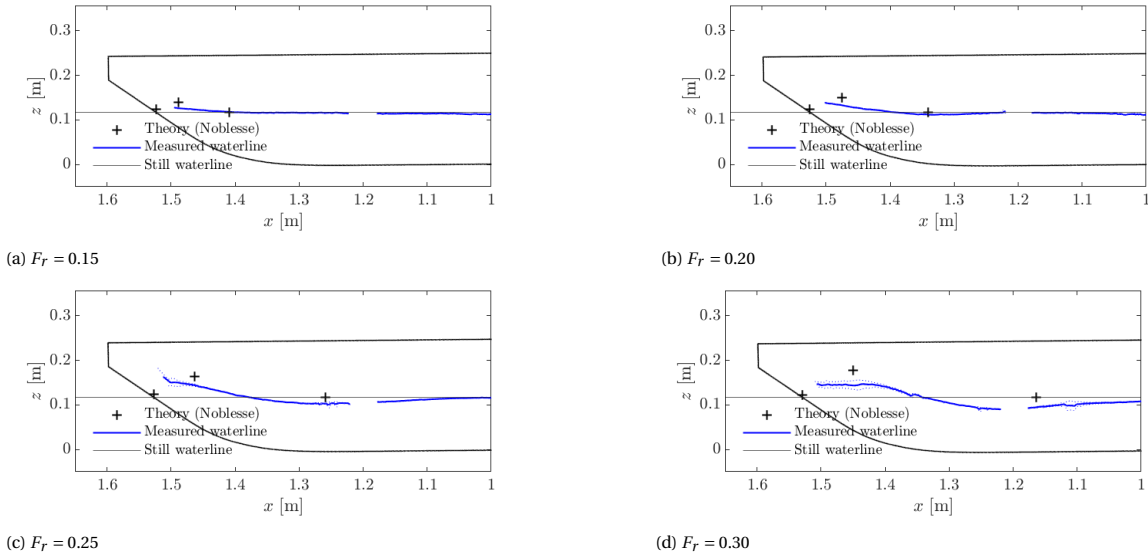 0.3
0.2
0.1
0
z [m]
Theory (Noblesse)
Measured waterline
Still waterline
1.6 1.5 1.4 1.3 1.2 1.1 1
x [m]
(a) F_r = 0.15
0.3
0.2
0.1
0
z [m]
Theory (Noblesse)
Measured waterline
Still waterline
1.6 1.5 1.4 1.3 1.2 1.1 1
x [m]
(b) F_r = 0.20
0.3
0.2
0.1
0
z [m]
Theory (Noblesse)
Measured waterline
Still waterline
1.6 1.5 1.4 1.3 1.2 1.1 1
x [m]
(c) F_r = 0.25
0.3
0.2
0.1
0
z [m]
Theory (Noblesse)
Measured waterline
Still waterline
1.6 1.5 1.4 1.3 1.2 1.1 1
x [m]
(d) F_r = 0.30